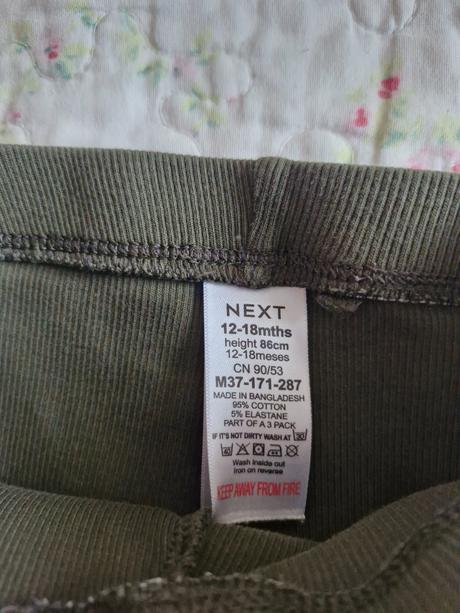 NEXT
12-18mths
height 86cm
12-18meses
CN 90/53
M37-171-287
MADE IN BANGLADESH
95% COTTON
5% ELASTANE
PART OF A 3 PACK
IF IT'S NOT DIRTY WASH AT 30
40
Wash inside out
iron on reverse
KEEP AWAY FROM FIRE